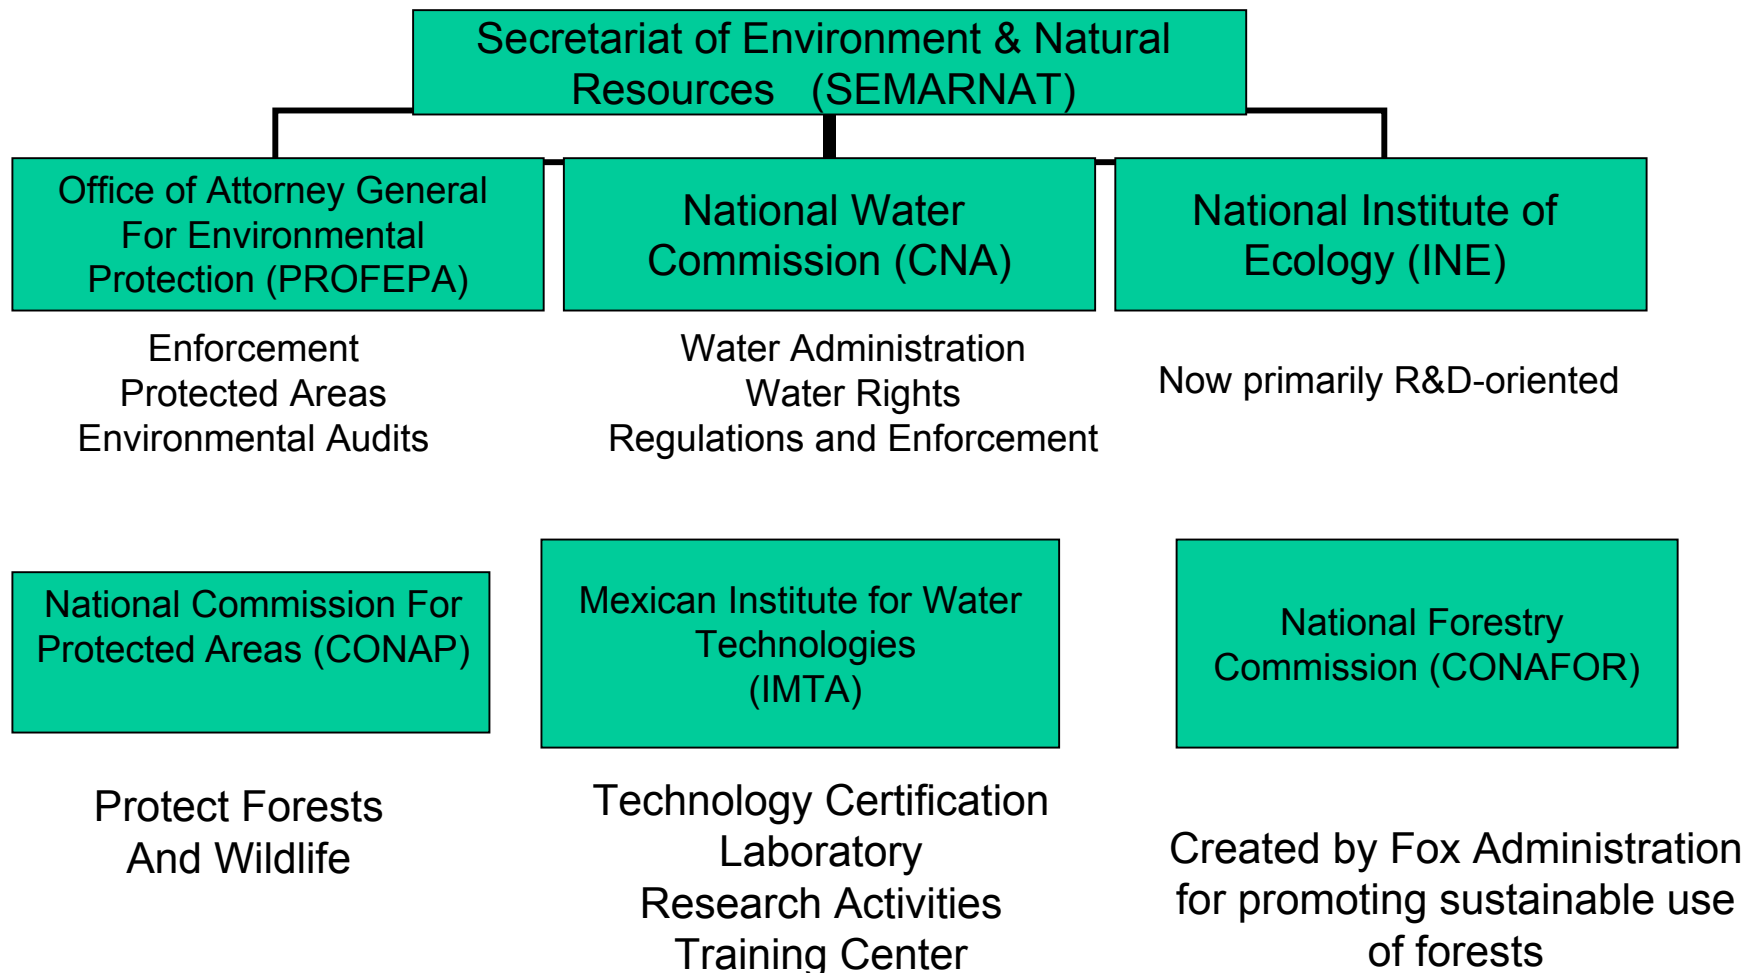 Secretariat of Environment & Natural
Resources (SEMARNAT)
Office of Attorney General
For Environmental
Protection (PROFEPA)
National Water
Commission (CNA)
National Institute of
Ecology (INE)
Enforcement
Protected Areas
Environmental Audits
Water Administration
Water Rights
Regulations and Enforcement
Now primarily R&D-oriented
National Commission For
Protected Areas (CONAP)
Mexican Institute for Water
Technologies
(IMTA)
National Forestry
Commission (CONAFOR)
Protect Forests
And Wildlife
Technology Certification
Laboratory
Research Activities
Training Center
Created by Fox Administration
for promoting sustainable use
of forests